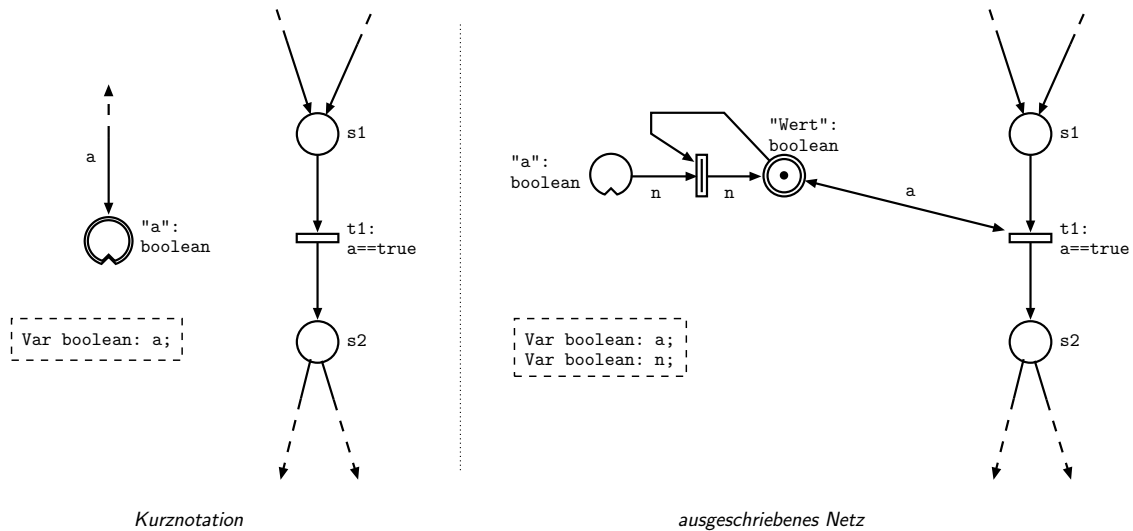 s1
a
"a":
boolean
t1:
a==true
Var boolean: a;
s2
Kurznotation
s1
"Wert":
boolean
"a":
boolean
n
n
a
t1:
a==true
Var boolean: a;
Var boolean: n;
s2
ausgeschriebenes Netz